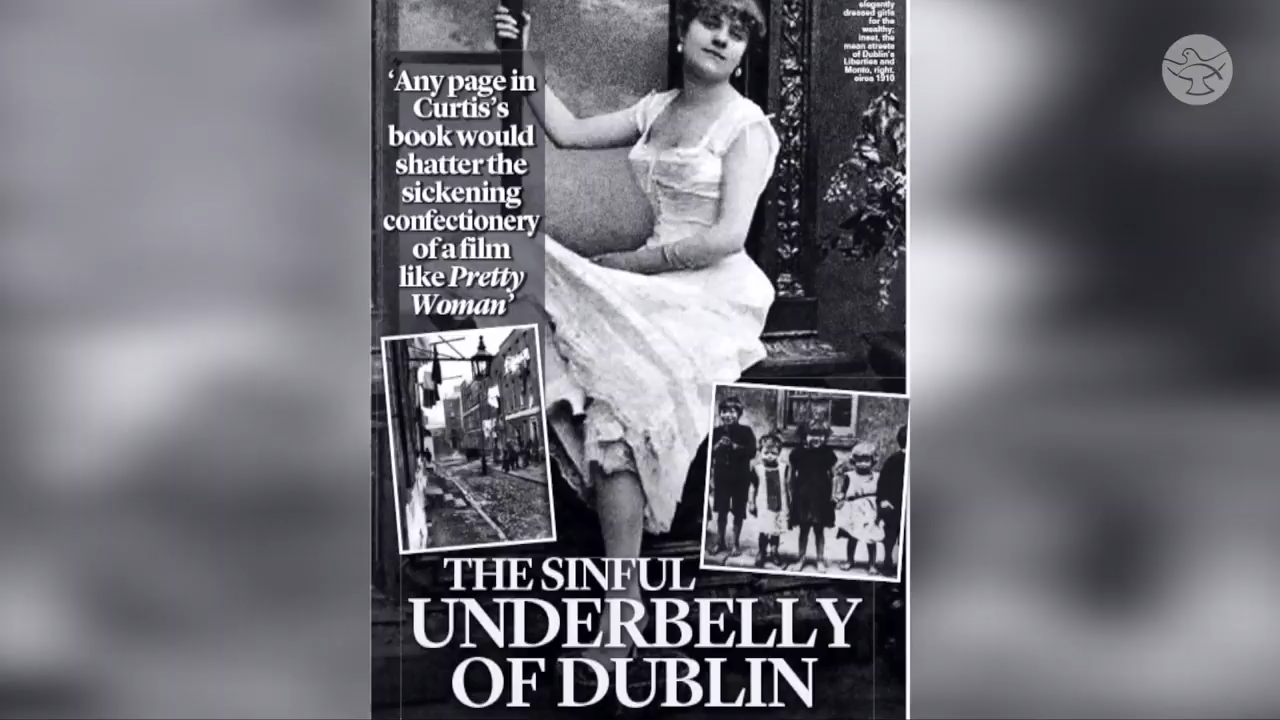 elegantly
dressed girls
for the
wealthy;
inset, the
mean streets
of Dublin's
Liberties and
Monto, right,
circa 1910
'Any page in
Curtis's
book would
shatter the
sickening
confectionery
of a film
like Pretty
Woman'
THE SINFUL
UNDERBELLY
OF DUBLIN